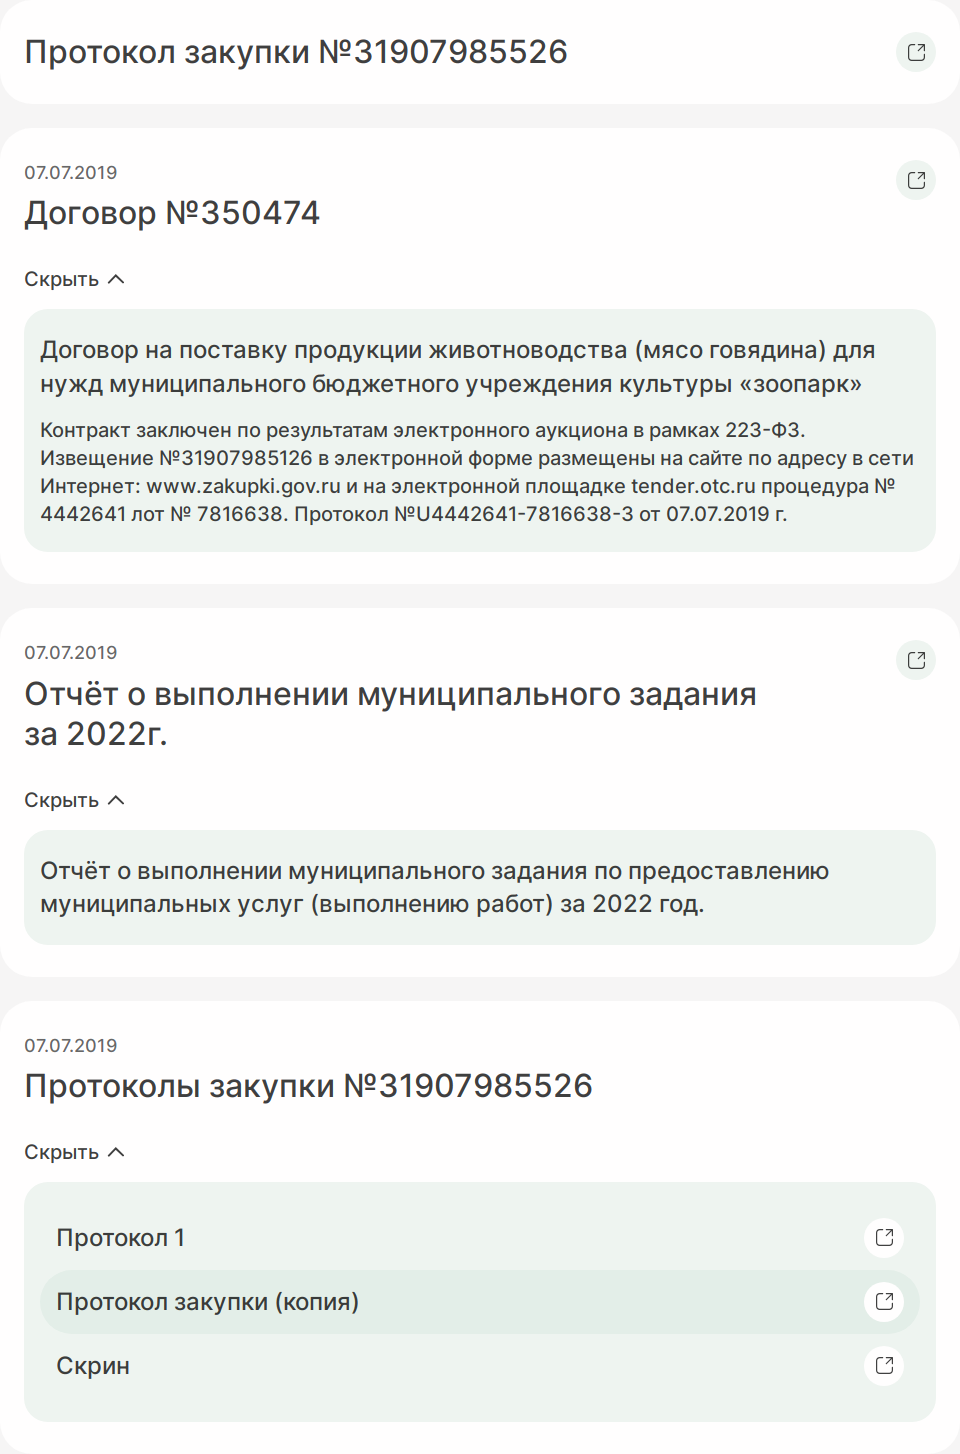 Протокол закупки №31907985526
07.07.2019
Договор №350474
Скрыть
Договор на поставку продукции животноводства (мясо говядина) для
нужд муниципального бюджетного учреждения культуры «зоопарк»
Контракт заключен по результатам электронного аукциона в рамках 223-ФЗ.
Извещение №31907985126 в электронной форме размещены на сайте по адресу в сети
Интернет: www.zakupki.gov.ru и на электронной площадке tender.otc.ru процедура №
4442641 лот № 7816638. Протокол №U4442641-7816638-3 от 07.07.2019 г.
07.07.2019
Отчёт о выполнении муниципального задания
за 2022г.
Скрыть
Отчёт о выполнении муниципального задания по предоставлению
муниципальных услуг (выполнению работ) за 2022 год.
07.07.2019
Протоколы закупки №31907985526
Скрыть
Протокол 1
Протокол закупки (копия)
Скрин